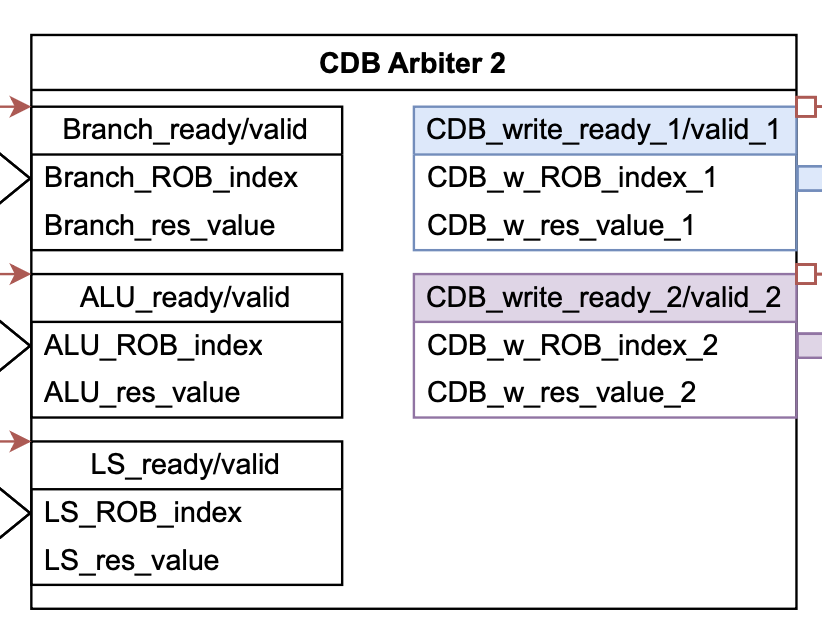 CDB Arbiter 2
Branch_ready/valid
Branch_ROB_index
Branch_res_value
ALU_ready/valid
ALU_ROB_index
ALU_res_value
LS_ready/valid
LS_ROB_index
LS_res_value
CDB_write_ready_1/valid_1
CDB_w_ROB_index_1
CDB_w_res_value_1
CDB_write_ready_2/valid_2
CDB_w_ROB_index_2
CDB_w_res_value_2